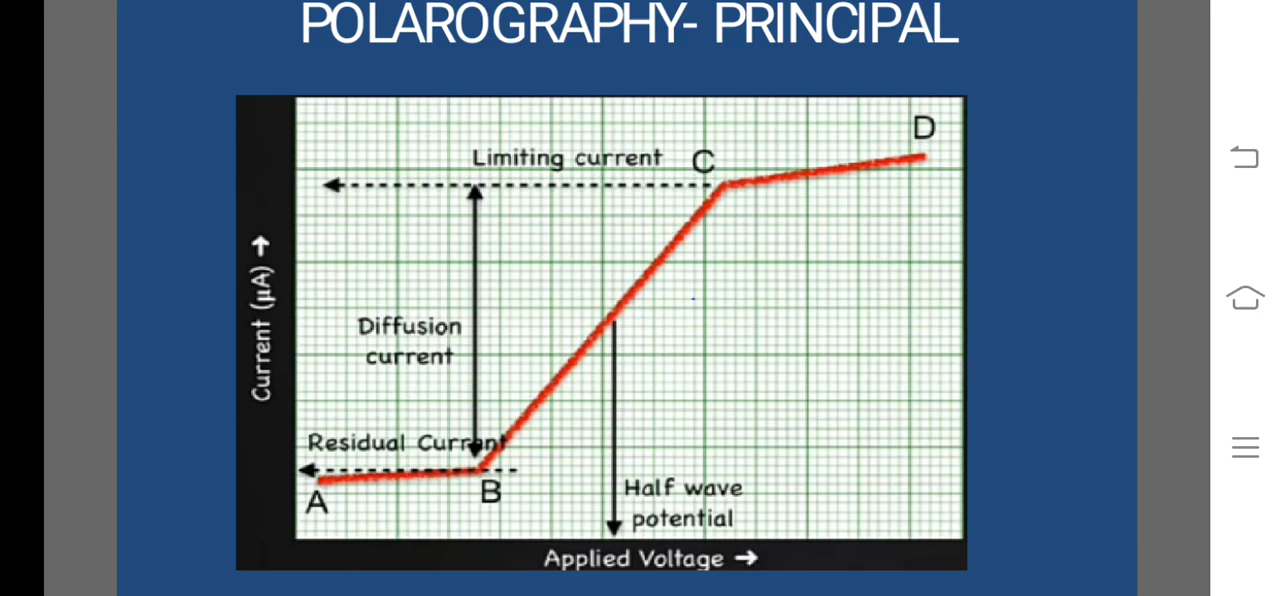 POLAROGRAPHY- PRINCIPAL
D
Limiting current
C
Current (μA) →
Diffusion
current
Residual Current
A
B
Half wave
potential
Applied Voltage →